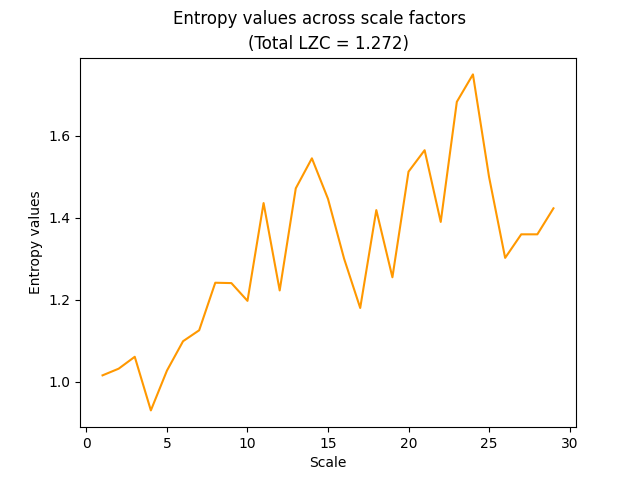 Entropy values across scale factors
(Total LZC = 1.272)
Entropy values
1.6
1.4
1.2
1.0
0 5 10 15 20 25 30
Scale